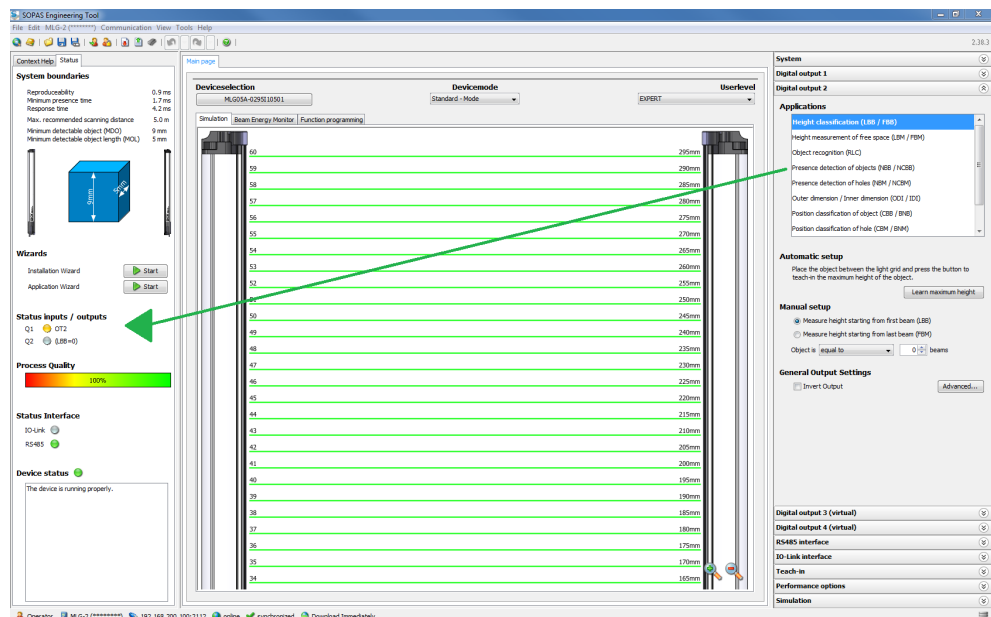 SOPAS Engineering Tool
File Edit MLG-2 (********) Communication View Tools Help
2.38.3
Context Help Status
System boundaries
Reproduceability 0.9 ms
Minimum presence time 1.7 ms
Response time 4.2 ms
Max. recommended scanning distance 5.0 m
Minimum detectable object (MDO) 9 mm
Minimum detectable object length (MOL) 5 mm
9mm
5mm
Wizards
Installation Wizard Start
Application Wizard Start
Status inputs / outputs
Q1 OT2
Q2 (LBB=0)
Process Quality
100%
Status Interface
IO-Link
RS485
Device status
The device is running properly.
Main page
Deviceselection Devicemode Userlevel
MLG05A-0295I10501 Standard - Mode EXPERT
Simulation Beam Energy Monitor Function programming
60 295mm
59 290mm
58 285mm
57 280mm
56 275mm
55 270mm
54 265mm
53 260mm
52 255mm
51 250mm
50 245mm
49 240mm
48 235mm
47 230mm
46 225mm
45 220mm
44 215mm
43 210mm
42 205mm
41 200mm
40 195mm
39 190mm
38 185mm
37 180mm
36 175mm
35 170mm
34 165mm
System
Digital output 1
Digital output 2
Applications
Height classification (LBB / FBB)
Height measurement of free space (LBM / FBM)
Object recognition (RLC)
Presence detection of objects (NBB / NCBB)
Presence detection of holes (NBM / NCBM)
Outer dimension / Inner dimension (ODI / IDI)
Position classification of object (CBB / BNB)
Position classification of hole (CBM / BNM)
Automatic setup
Place the object between the light grid and press the button to
teach-in the maximum height of the object.
Learn maximum height
Manual setup
Measure height starting from first beam (LBB)
Measure height starting from last beam (FBM)
Object is equal to 0 beams
General Output Settings
Invert Output Advanced...
Digital output 3 (virtual)
Digital output 4 (virtual)
RS485 interface
IO-Link interface
Teach-in
Performance options
Simulation
Operator MLG-2 (********) 192.168.200.100:2112 online synchronized Download Immediately